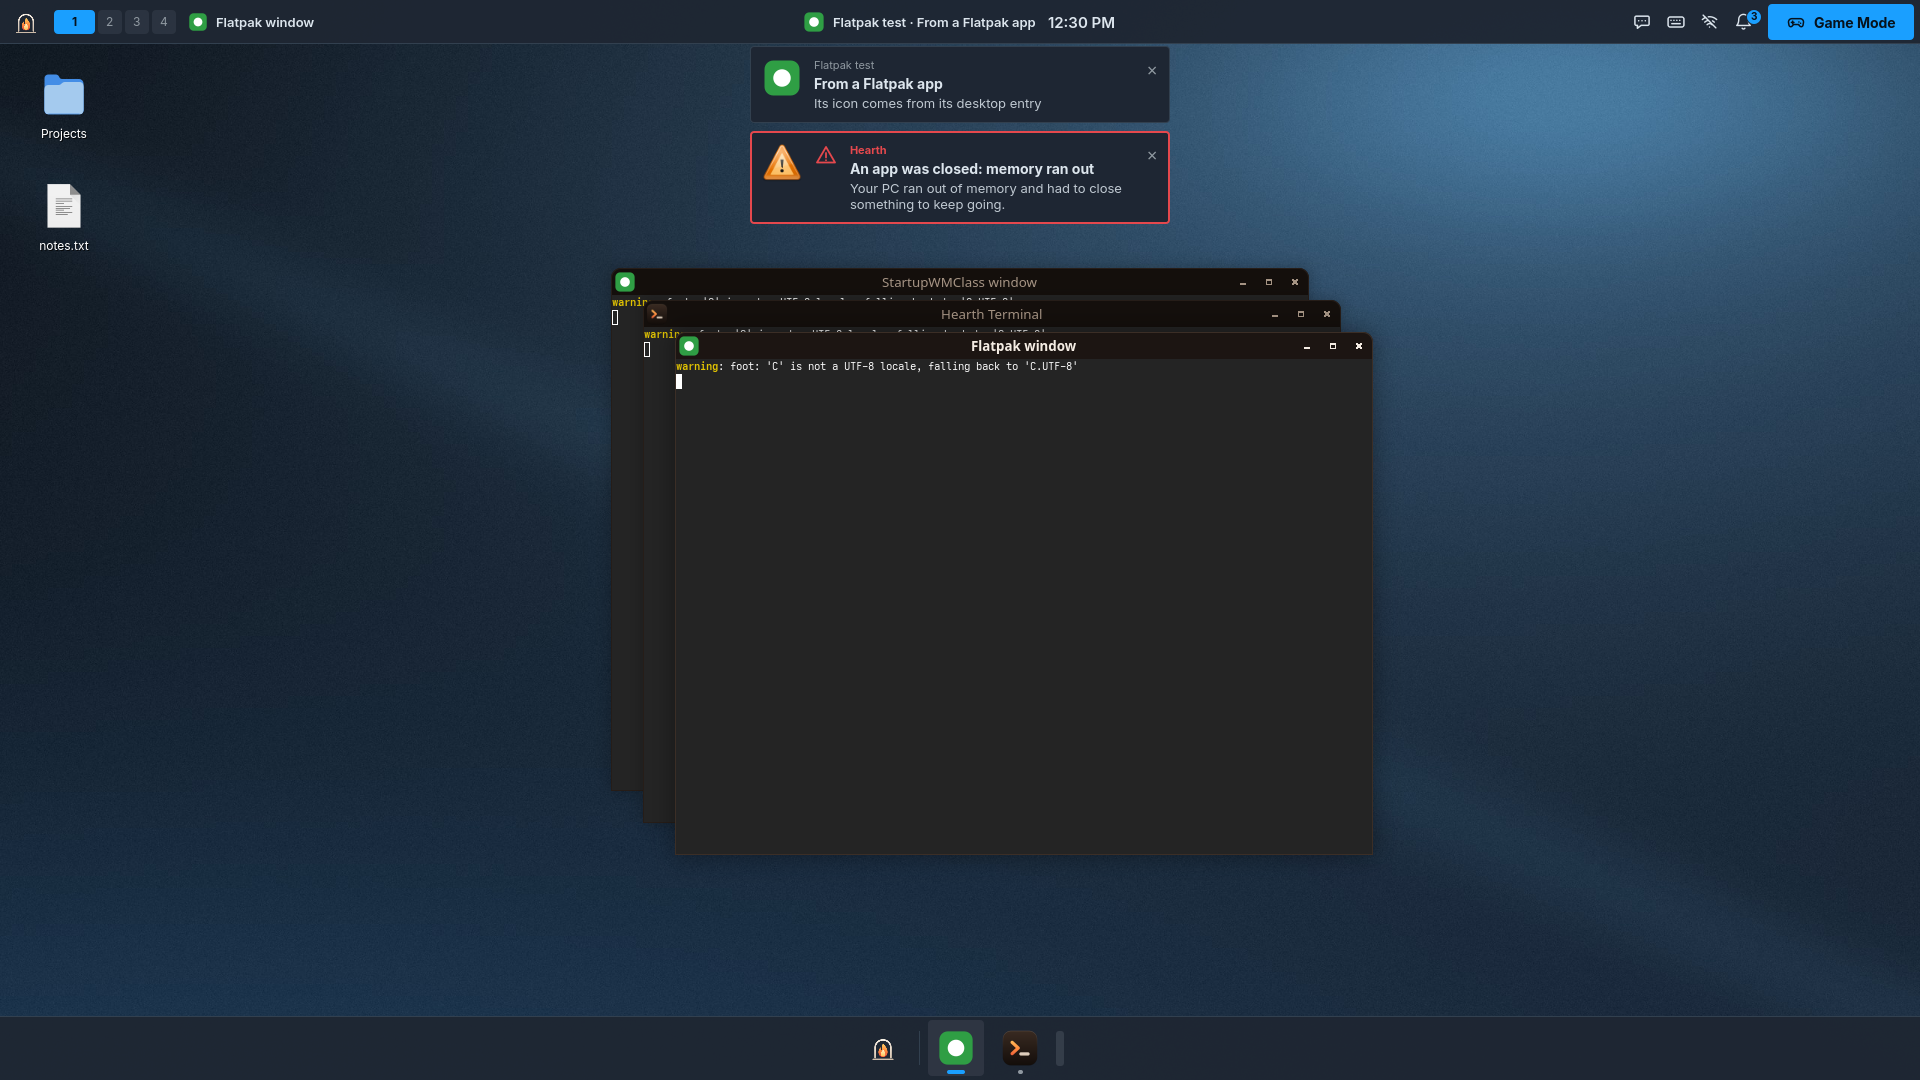 1 2 3 4 Flatpak window
Flatpak test · From a Flatpak app 12:30 PM
3
Game Mode
Projects
notes.txt
Flatpak test
From a Flatpak app
Its icon comes from its desktop entry
Hearth
An app was closed: memory ran out
Your PC ran out of memory and had to close
something to keep going.
StartupWMClass window
Hearth Terminal
Flatpak window
warning: foot: 'C' is not a UTF-8 locale, falling back to 'C.UTF-8'